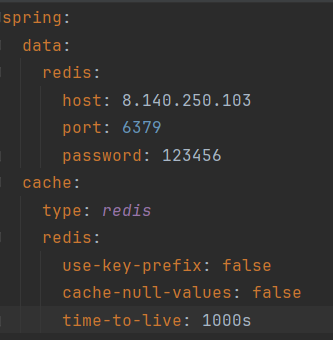 spring:
  data:
    redis:
      host: 8.140.250.103
      port: 6379
      password: 123456
  cache:
    type: redis
    redis:
      use-key-prefix: false
      cache-null-values: false
      time-to-live: 1000s